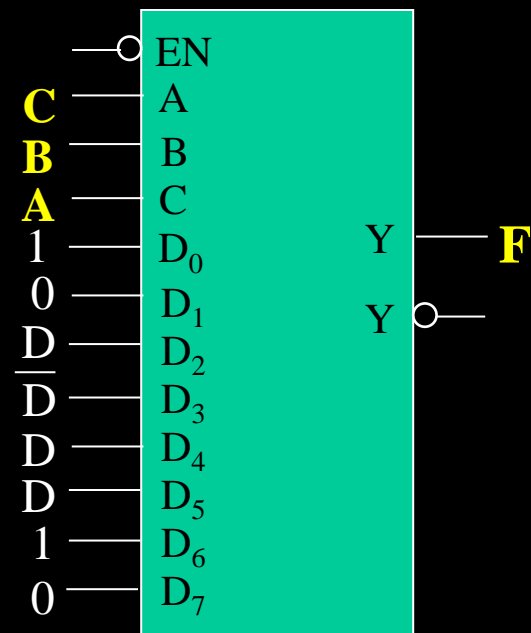 EN
C A
B B
A C
1 D₀ Y F
0 D₁
D D₂ Y
D̅ D₃
D D₄
D D₅
1 D₆
0 D₇